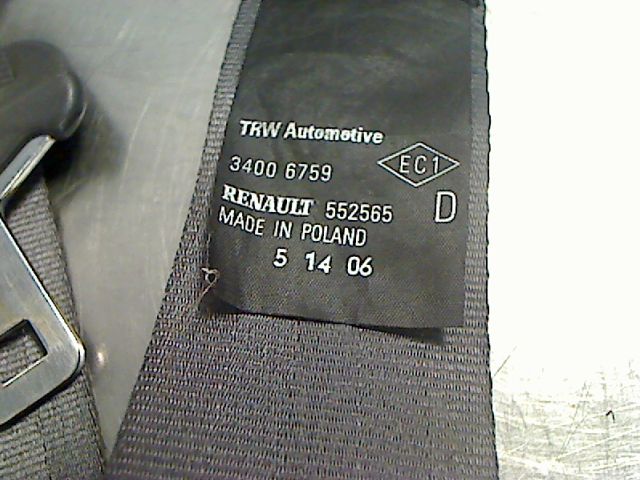 TRW Automotive
3400 6759
EC1
RENAULT 552565
D
MADE IN POLAND
5 14 06